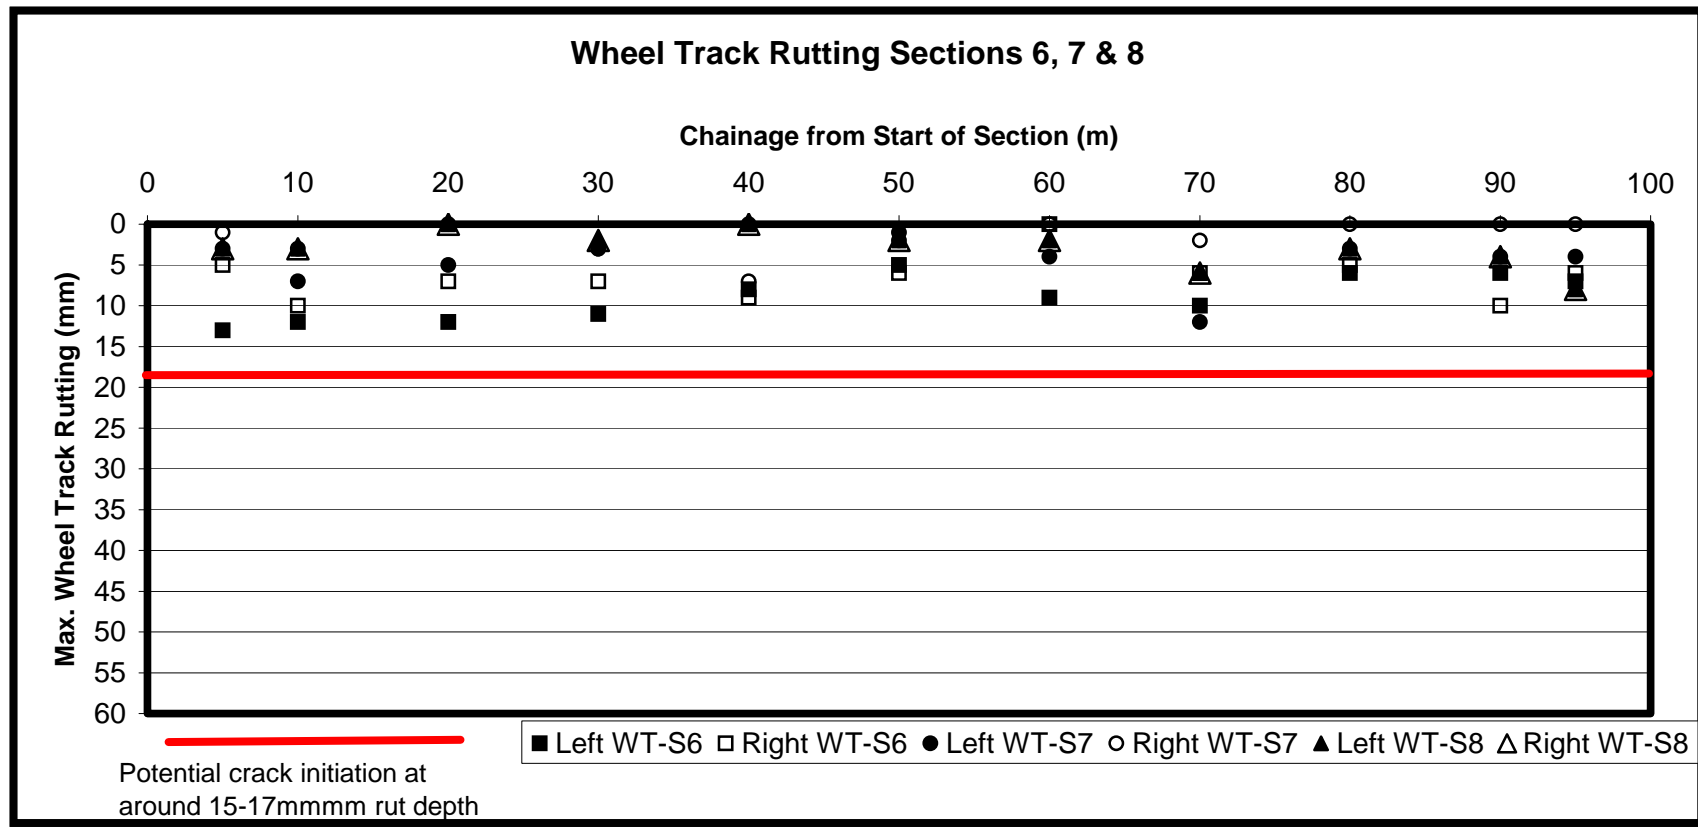 Wheel Track Rutting Sections 6, 7 & 8
Chainage from Start of Section (m)
0 10 20 30 40 50 60 70 80 90 100
Max. Wheel Track Ruting (mm)
0
5
10
15
20
25
30
35
40
45
50
55
60
Left WT-S6 Right WT-S6 Left WT-S7 Right WT-S7 Left WT-S8 Right WT-S8
Potential crack initiation at
around 15-17mmmm rut depth